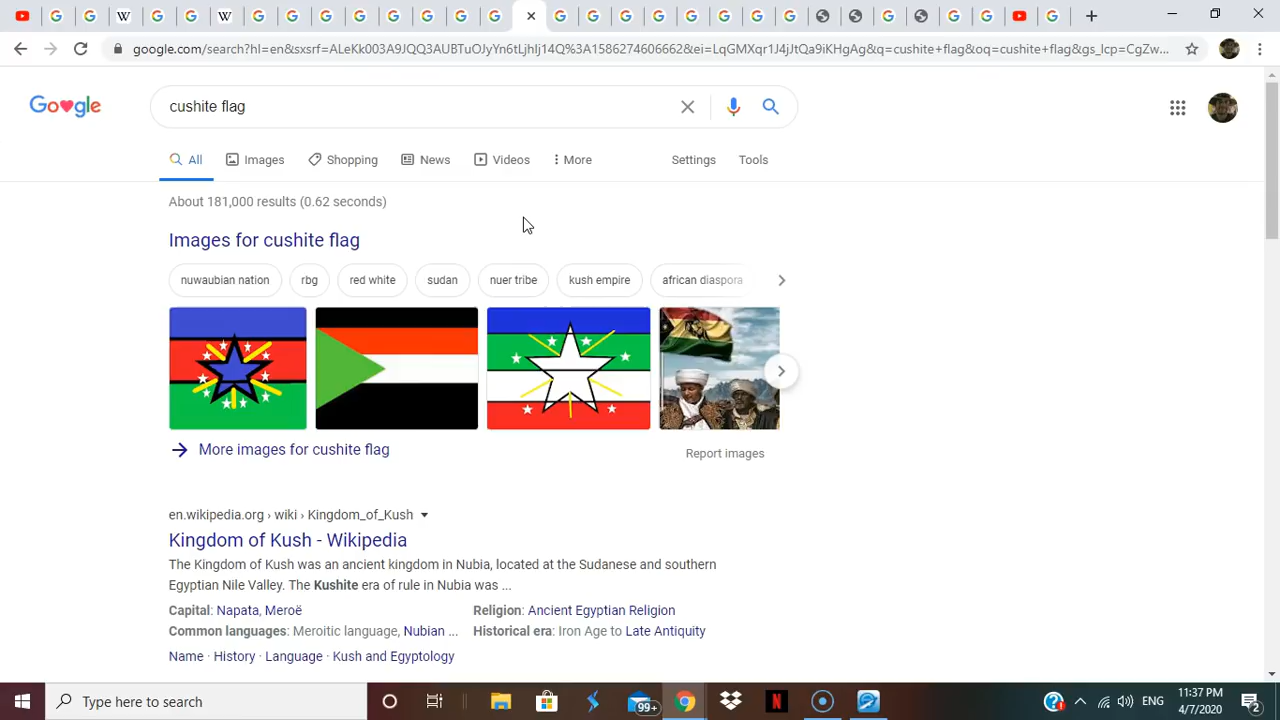 google.com/search?hl=en&sxsrf=ALeKk003A9JQQ3AUBTuOJyYn6tLjhIj14Q%3A1586274606662&ei=LqGMXqr1J4jJtQa9iKHgAg&q=cushite+flag&oq=cushite+flag&gs_lcp=CgZw...
Google
cushite flag
All
Images
Shopping
News
Videos
More
Settings
Tools
About 181,000 results (0.62 seconds)
Images for cushite flag
nuwaubian nation
rbg
red white
sudan
nuer tribe
kush empire
african diaspora
More images for cushite flag
Report images
en.wikipedia.org › wiki › Kingdom_of_Kush
Kingdom of Kush - Wikipedia
The Kingdom of Kush was an ancient kingdom in Nubia, located at the Sudanese and southern
Egyptian Nile Valley. The Kushite era of rule in Nubia was ...
Capital: Napata, Meroë
Religion: Ancient Egyptian Religion
Common languages: Meroitic language, Nubian ...
Historical era: Iron Age to Late Antiquity
Name · History · Language · Kush and Egyptology
Type here to search
99+
ENG
11:37 PM
4/7/2020
2